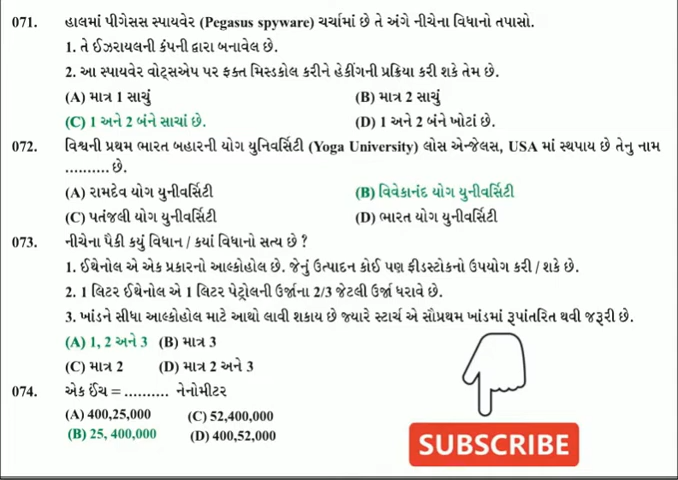 071. હાલમાં પીગેસસ સ્પાયવેર (Pegasus spyware) ચર્ચામાં છે તે અંગે નીચેના વિધાનો તપાસો.
1. તે ઈઝરાયલની કંપની દ્વારા બનાવેલ છે.
2. આ સ્પાયવેર વોટ્સએપ પર ફક્ત મિસ્ડકોલ કરીને હેકીંગની પ્રક્રિયા કરી શકે તેમ છે.
(A) માત્ર 1 સાચું (B) માત્ર 2 સાચું
(C) 1 અને 2 બંને સાચાં છે. (D) 1 અને 2 બંને ખોટાં છે.
072. વિશ્વની પ્રથમ ભારત બહારની યોગ યુનિવર્સિટી (Yoga University) લોસ એન્જેલસ, USA માં સ્થપાય છે તેનુ નામ
.......... છે.
(A) રામદેવ યોગ યુનીવર્સિટી (B) વિવેકાનંદ યોગ યુનીવર્સિટી
(C) પતંજલી યોગ યુનીવર્સિટી (D) ભારત યોગ યુનીવર્સિટી
073. નીચેના પૈકી કયું વિધાન / કયાં વિધાનો સત્ય છે ?
1. ઈથેનોલ એ એક પ્રકારનો આલ્કોહોલ છે. જેનું ઉત્પાદન કોઈ પણ ફીડસ્ટોકનો ઉપયોગ કરી / શકે છે.
2. 1 લિટર ઈથેનોલ એ 1 લિટર પેટ્રોલની ઉર્જાના 2/3 જેટલી ઉર્જા ધરાવે છે.
3. ખાંડને સીધા આલ્કોહોલ માટે આથો લાવી શકાય છે જ્યારે સ્ટાર્ચ એ સૌપ્રથમ ખાંડમાં રૂપાંતરિત થવી જરૂરી છે.
(A) 1, 2 અને 3 (B) માત્ર 3
(C) માત્ર 2 (D) માત્ર 2 અને 3
074. એક ઈંચ = .......... નેનોમીટર
(A) 400,25,000 (C) 52,400,000
(B) 25, 400,000 (D) 400,52,000
SUBSCRIBE